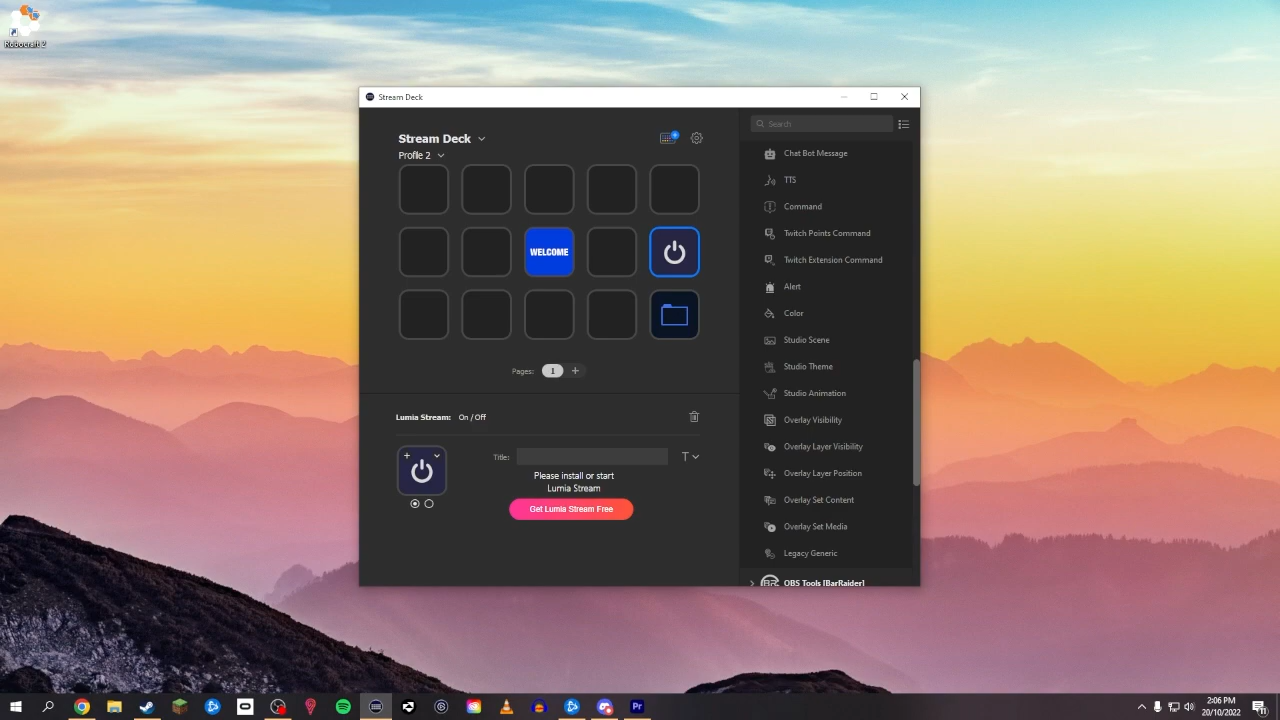 Robocraft 2
Stream Deck
Stream Deck
Profile 2
WELCOME
Pages:
1
+
Lumia Stream: On / Off
Title:
T
Please install or start
Lumia Stream
Get Lumia Stream Free
Search
Chat Bot Message
TTS
Command
Twitch Points Command
Twitch Extension Command
Alert
Color
Studio Scene
Studio Theme
Studio Animation
Overlay Visibility
Overlay Layer Visibility
Overlay Layer Position
Overlay Set Content
Overlay Set Media
Legacy Generic
BR
OBS Tools [BarRaider]
Pr
2:06 PM
20/10/2022